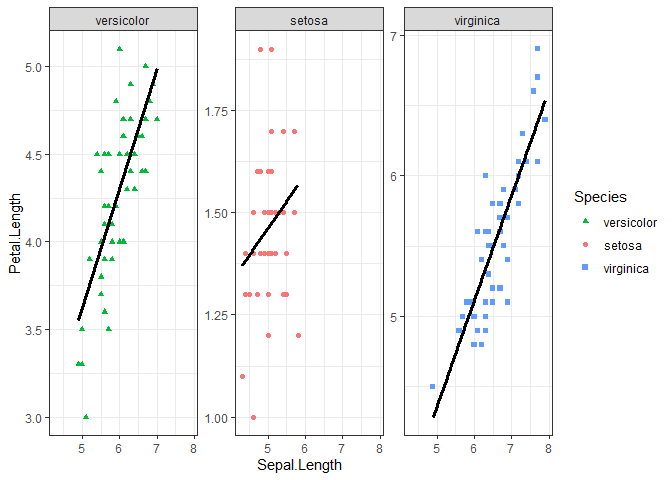 versicolor
setosa
virginica
Petal.Length
5.0
4.5
4.0
3.5
3.0
1.75
1.50
1.25
1.00
7
6
5
5 6 7 8
5 6 7 8
5 6 7 8
Sepal.Length
Species
versicolor
setosa
virginica